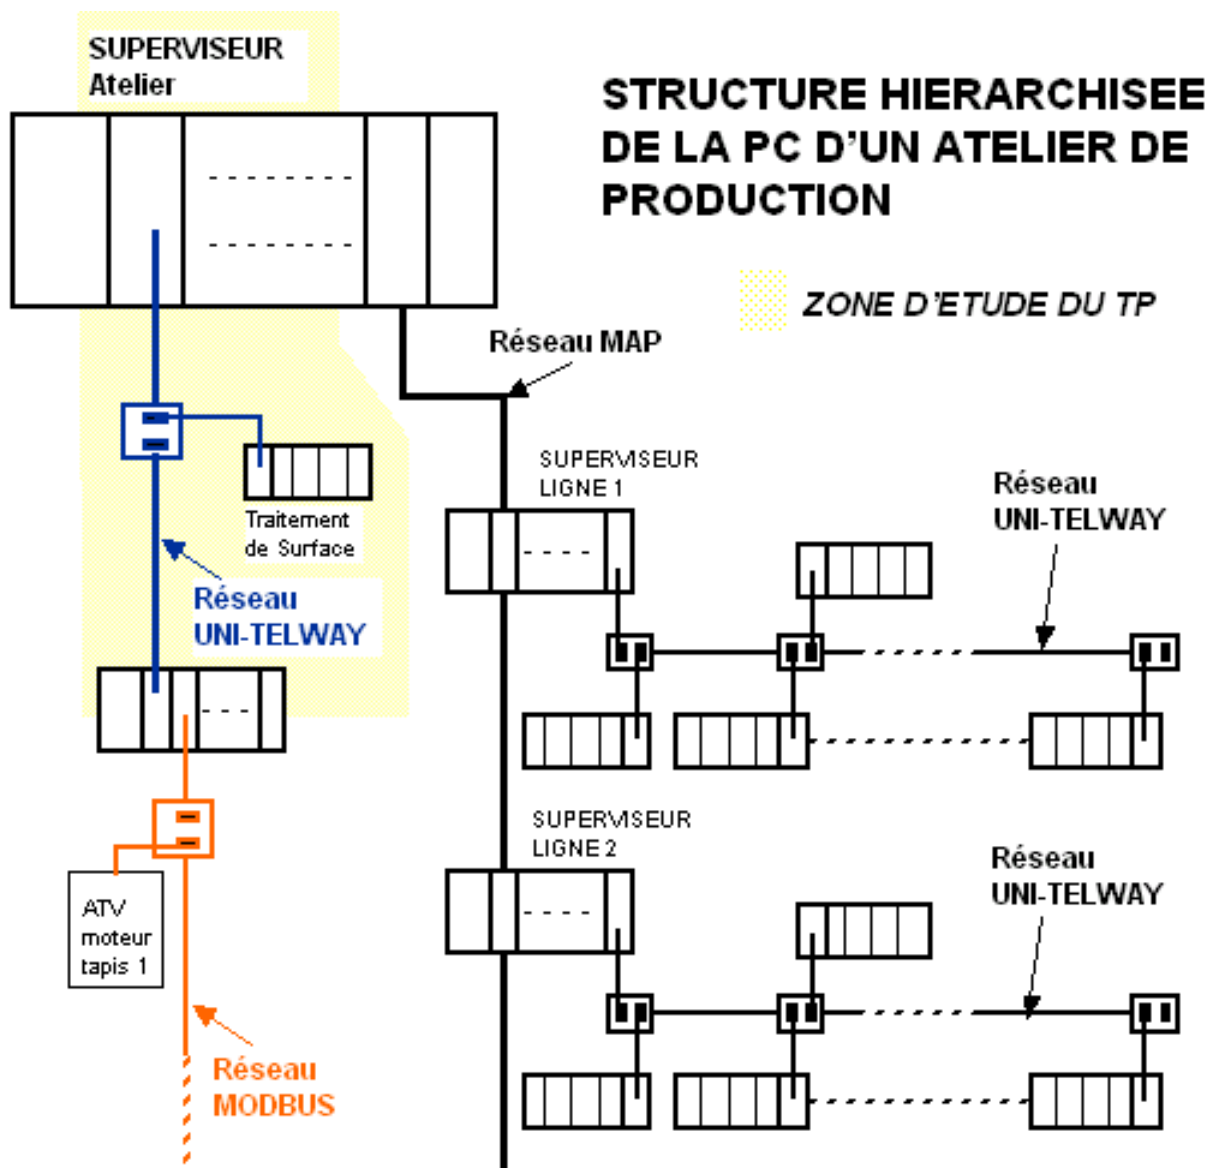 SUPERVISEUR
Atelier
STRUCTURE HIERARCHISEE
DE LA PC D'UN ATELIER DE
PRODUCTION
ZONE D'ETUDE DU TP
Réseau MAP
SUPERVISEUR
LIGNE 1
Réseau
UNI-TELWAY
Traitement
de Surface
Réseau
UNI-TELWAY
SUPERVISEUR
LIGNE 2
Réseau
UNI-TELWAY
ATV
moteur
tapis 1
Réseau
MODBUS